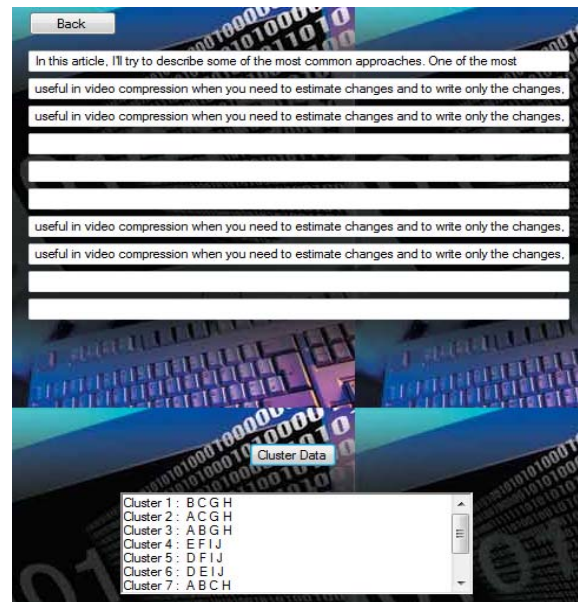 Back
In this article, I'll try to describe some of the most common approaches. One of the most
useful in video compression when you need to estimate changes and to write only the changes,
useful in video compression when you need to estimate changes and to write only the changes,
useful in video compression when you need to estimate changes and to write only the changes,
useful in video compression when you need to estimate changes and to write only the changes,
Cluster Data
Cluster 1 : B C G H
Cluster 2 : A C G H
Cluster 3 : A B G H
Cluster 4 : E F I J
Cluster 5 : D F I J
Cluster 6 : D E I J
Cluster 7 : A B C H